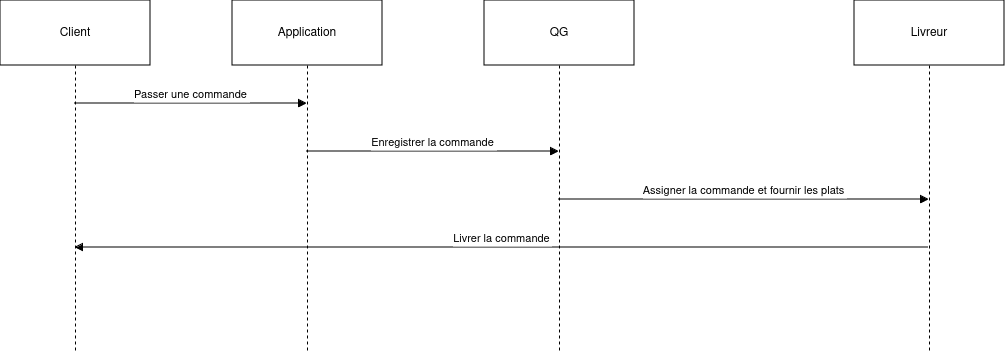 Client
Application
QG
Livreur
Passer une commande
Enregistrer la commande
Assigner la commande et fournir les plats
Livrer la commande